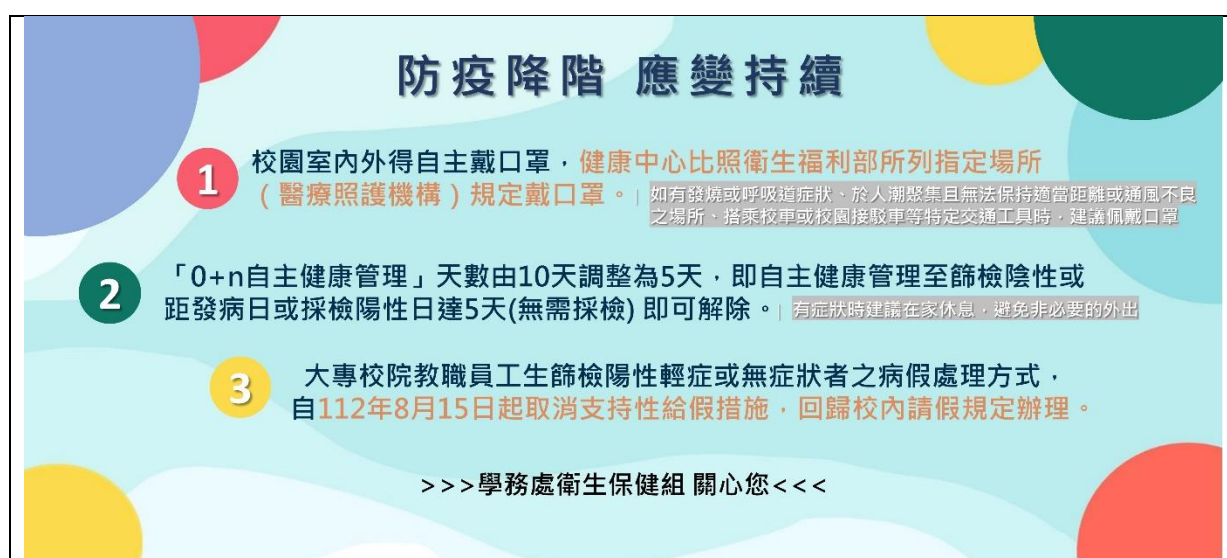 防疫降階 應變持續
1
校園室內外得自主戴口罩，健康中心比照衛生福利部所列指定場所
（醫療照護機構）規定戴口罩。| 如有發燒或呼吸道症狀、於人潮聚集且無法保持適當距離或通風不良
之場所、搭乘校車或校園接駁車等特定交通工具時，建議佩戴口罩
2
「0+n自主健康管理」天數由10天調整為5天，即自主健康管理至篩檢陰性或
距發病日或採檢陽性日達5天(無需採檢) 即可解除。| 有症狀時建議在家休息，避免非必要的外出
3
大專校院教職員工生篩檢陽性輕症或無症狀者之病假處理方式，
自112年8月15日起取消支持性給假措施，回歸校內請假規定辦理。
>>>學務處衛生保健組 關心您<<<